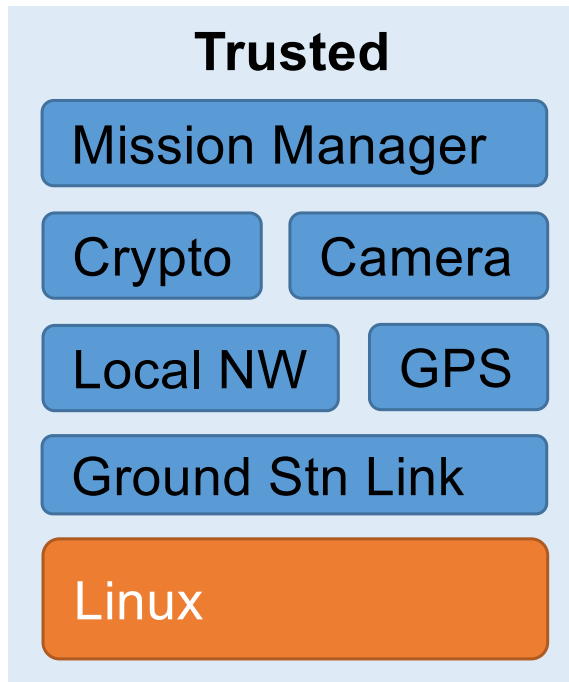 Trusted
Mission Manager
Crypto
Camera
Local NW
GPS
Ground Stn Link
Linux